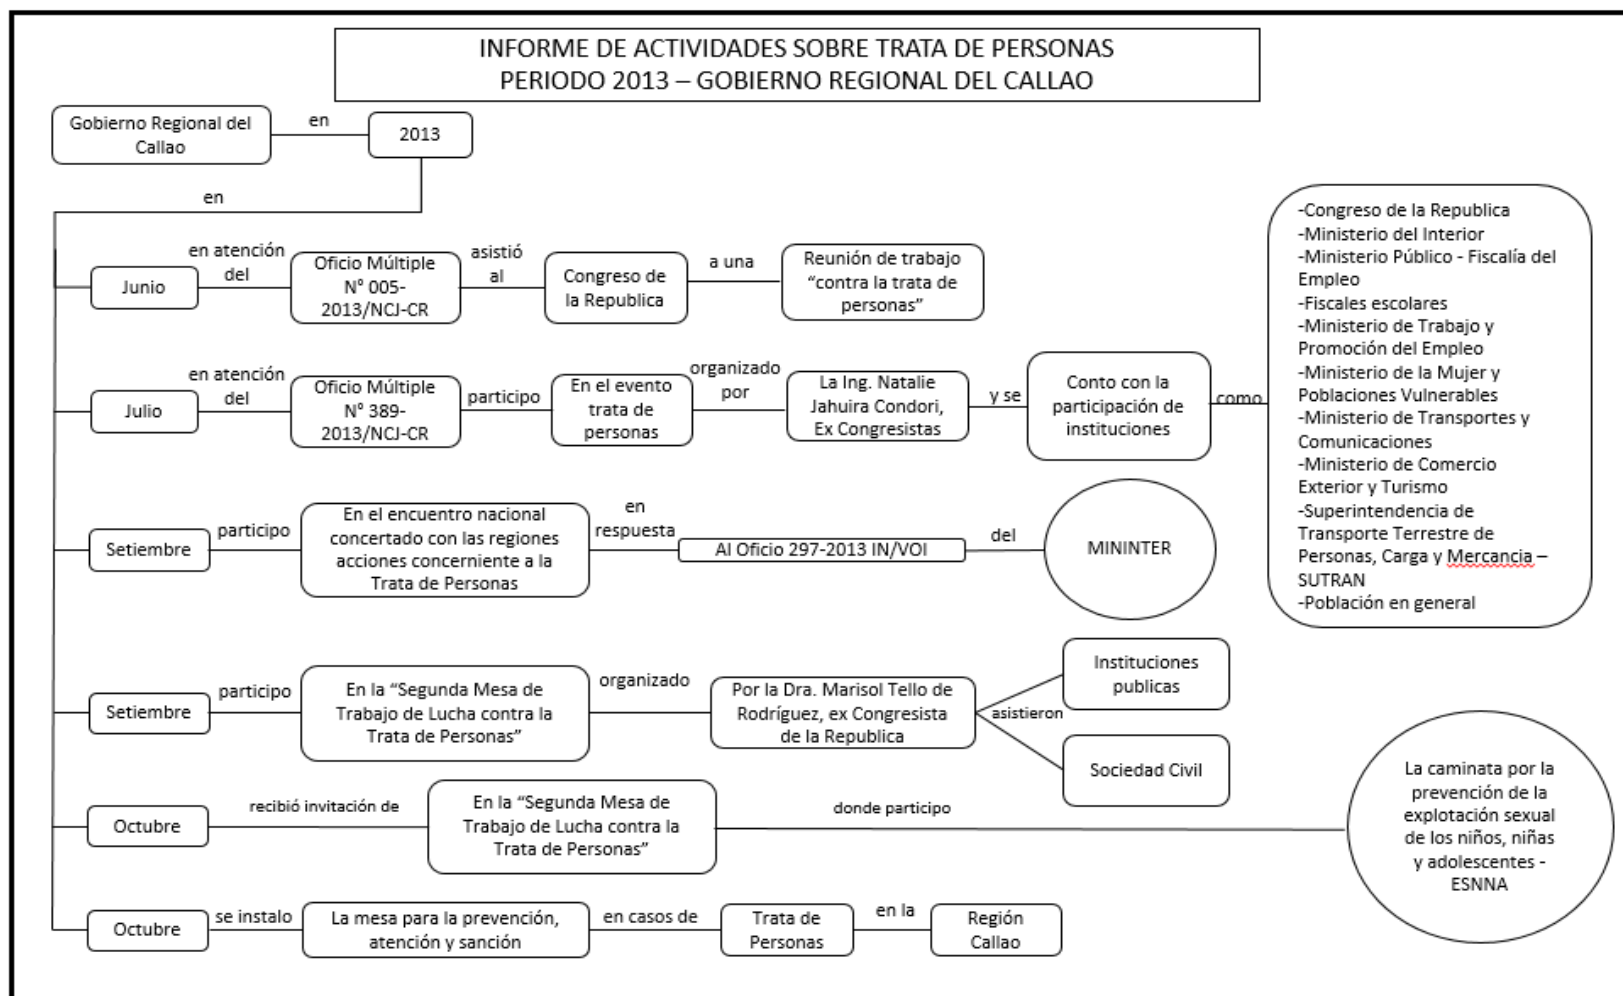 INFORME DE ACTIVIDADES SOBRE TRATA DE PERSONAS
PERIODO 2013 – GOBIERNO REGIONAL DEL CALLAO
Gobierno Regional del
Callao
en
2013
en
Junio
en atención
del
Oficio Múltiple
N° 005-
2013/NCJ-CR
asistió
al
Congreso de
la Republica
a una
Reunión de trabajo
“contra la trata de
personas”
Julio
en atención
del
Oficio Múltiple
N° 389-
2013/NCJ-CR
participo
En el evento
trata de
personas
organizado
por
La Ing. Natalie
Jahuira Condori,
Ex Congresistas
y se
Conto con la
participación de
instituciones
como
-Congreso de la Republica
-Ministerio del Interior
-Ministerio Público - Fiscalía del
Empleo
-Fiscales escolares
-Ministerio de Trabajo y
Promoción del Empleo
-Ministerio de la Mujer y
Poblaciones Vulnerables
-Ministerio de Transportes y
Comunicaciones
-Ministerio de Comercio
Exterior y Turismo
-Superintendencia de
Transporte Terrestre de
Personas, Carga y Mercancia –
SUTRAN
-Población en general
Setiembre
participo
En el encuentro nacional
concertado con las regiones
acciones concerniente a la
Trata de Personas
en
respuesta
Al Oficio 297-2013 IN/VOI
del
MININTER
Setiembre
participo
En la “Segunda Mesa de
Trabajo de Lucha contra la
Trata de Personas”
organizado
Por la Dra. Marisol Tello de
Rodríguez, ex Congresista
de la Republica
asistieron
Instituciones
publicas
Sociedad Civil
Octubre
recibió invitación de
En la “Segunda Mesa de
Trabajo de Lucha contra la
Trata de Personas”
donde participo
La caminata por la
prevención de la
explotación sexual
de los niños, niñas
y adolescentes -
ESNNA
Octubre
se instalo
La mesa para la prevención,
atención y sanción
en casos de
Trata de
Personas
en la
Región
Callao